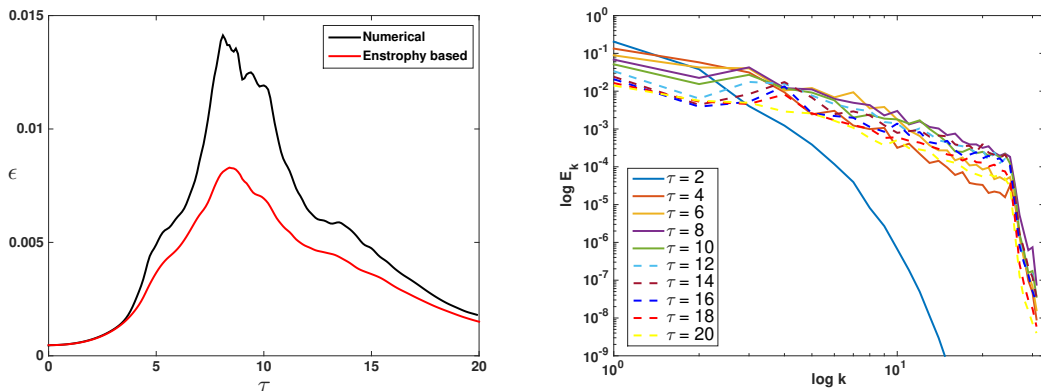 0.015
0.01
ϵ
0.005
0
0
5
10
15
20
τ
Numerical
Enstrophy based
10^0
10^-1
10^-2
10^-3
10^-4
10^-5
10^-6
10^-7
10^-8
10^-9
log E_k
τ = 2
τ = 4
τ = 6
τ = 8
τ = 10
τ = 12
τ = 14
τ = 16
τ = 18
τ = 20
10^0
10^1
log k